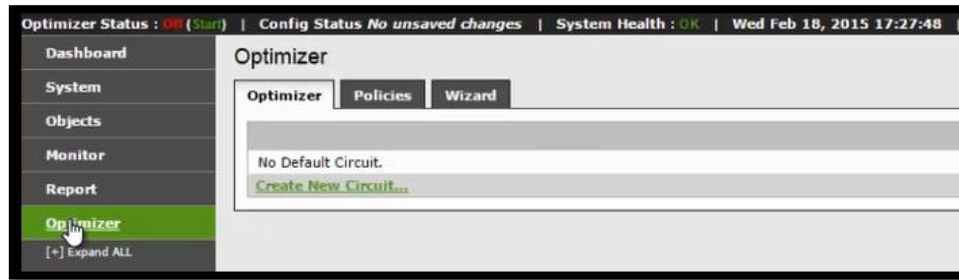 Optimizer Status : Off (Start) | Config Status No unsaved changes | System Health : OK | Wed Feb 18, 2015 17:27:48 |
Dashboard
System
Objects
Monitor
Report
Optimizer
[+] Expand ALL
Optimizer
Optimizer Policies Wizard
No Default Circuit.
Create New Circuit...